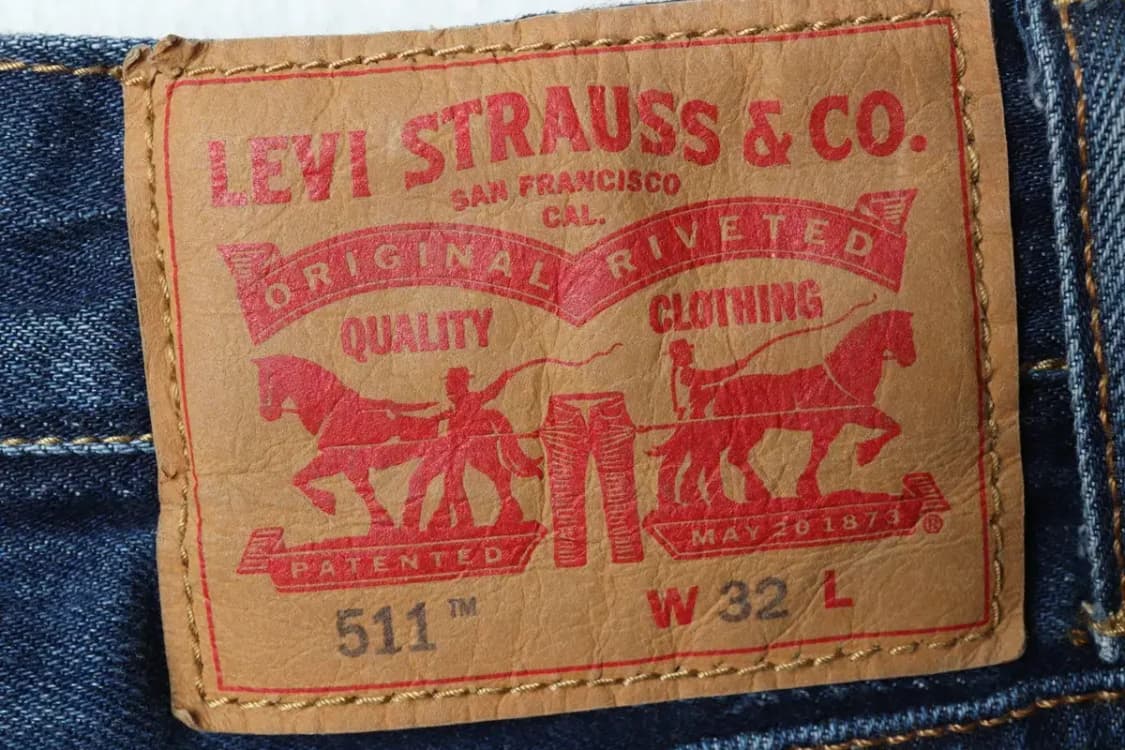 LEVI STRAUSS & CO.
SAN FRANCISCO
CAL.
ORIGINAL RIVETED
QUALITY CLOTHING
PATENTED MAY 20 1873 ®
511™ W 32 L